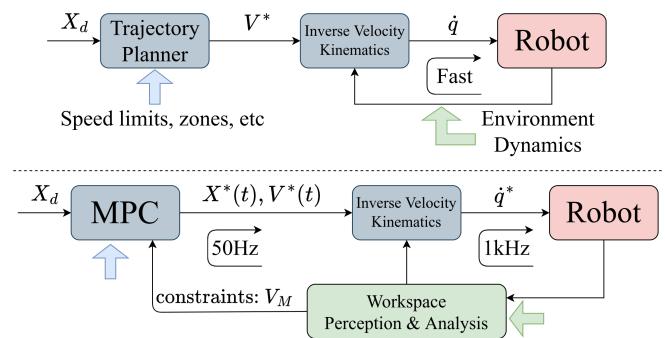 X_d
Trajectory
Planner
V*
Inverse Velocity
Kinematics
q̇
Robot
Fast
Speed limits, zones, etc
Environment
Dynamics
X_d
MPC
X*(t), V*(t)
50Hz
Inverse Velocity
Kinematics
q̇*
1kHz
Robot
constraints: V_M
Workspace
Perception & Analysis